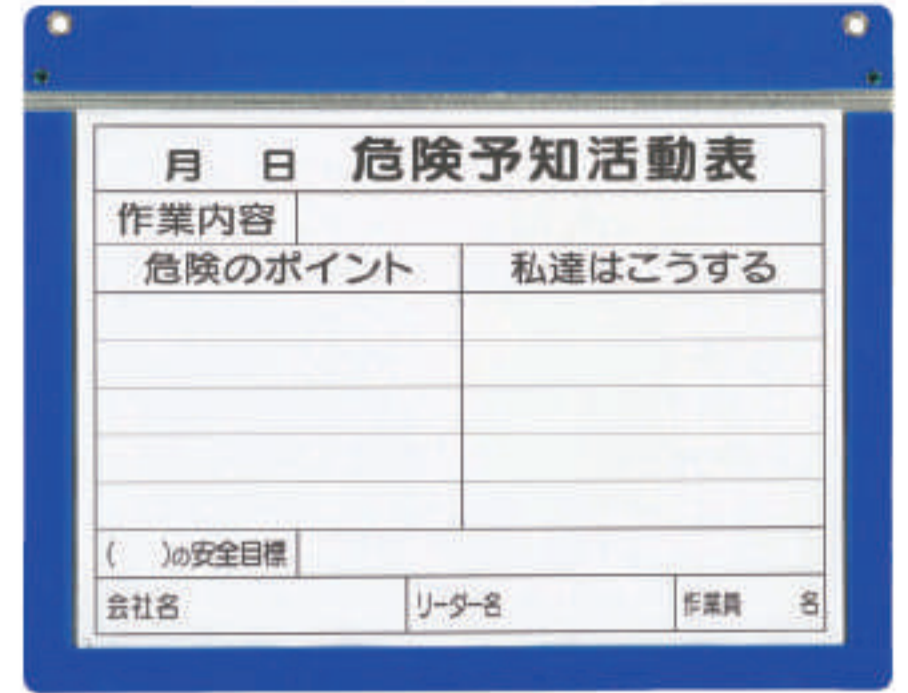 月 日 危険予知活動表
作業内容
危険のポイント 私達はこうする
( )の安全目標
会社名 リーダー名 作業員 名